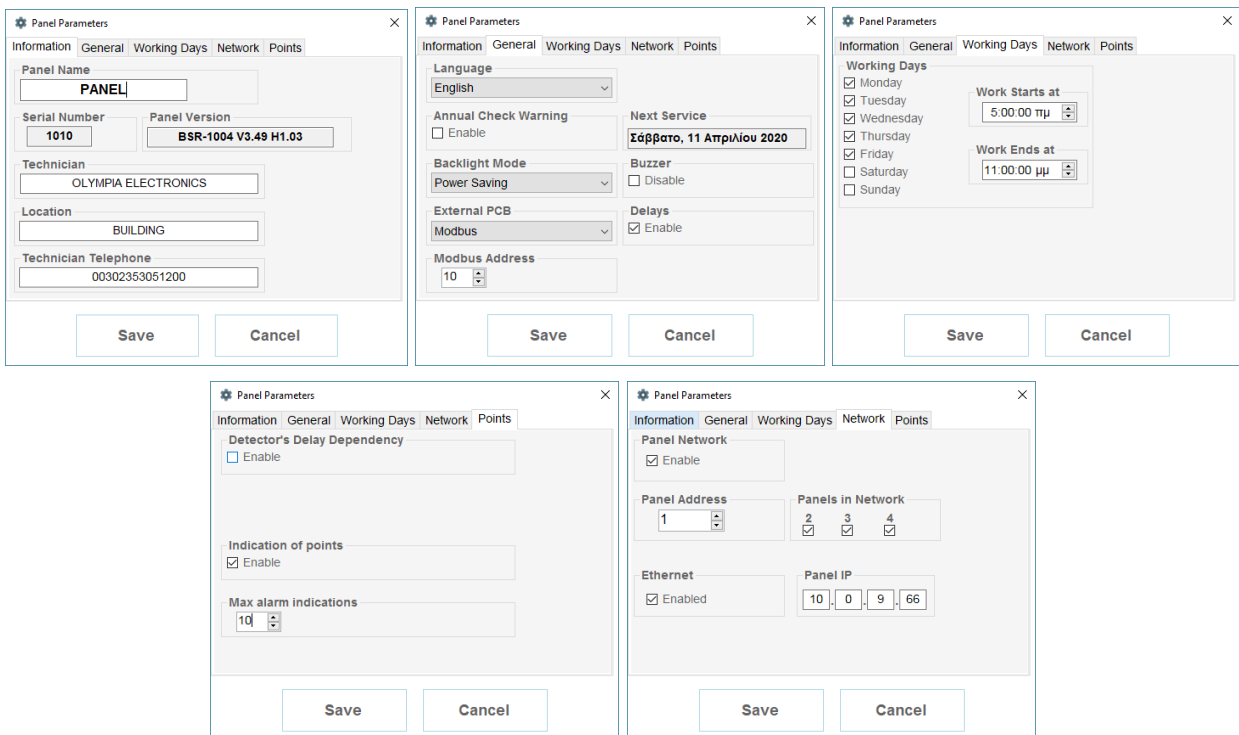 Panel Parameters
Information General Working Days Network Points
Panel Name
PANEL
Serial Number Panel Version
1010 BSR-1004 V3.49 H1.03
Technician
OLYMPIA ELECTRONICS
Location
BUILDING
Technician Telephone
00302353051200
Save Cancel
Panel Parameters
Information General Working Days Network Points
Language
English
Annual Check Warning Next Service
Enable Σάββατο, 11 Απριλίου 2020
Backlight Mode Buzzer
Power Saving Disable
External PCB Delays
Modbus Enable
Modbus Address
10
Save Cancel
Panel Parameters
Information General Working Days Network Points
Working Days
Monday
Tuesday
Wednesday
Thursday
Friday
Saturday
Sunday
Work Starts at
5:00:00 πμ
Work Ends at
11:00:00 μμ
Save Cancel
Panel Parameters
Information General Working Days Network Points
Detector's Delay Dependency
Enable
Indication of points
Enable
Max alarm indications
10
Save Cancel
Panel Parameters
Information General Working Days Network Points
Panel Network
Enable
Panel Address Panels in Network
1 2 3 4
Ethernet Panel IP
Enabled 10 . 0 . 9 . 66
Save Cancel